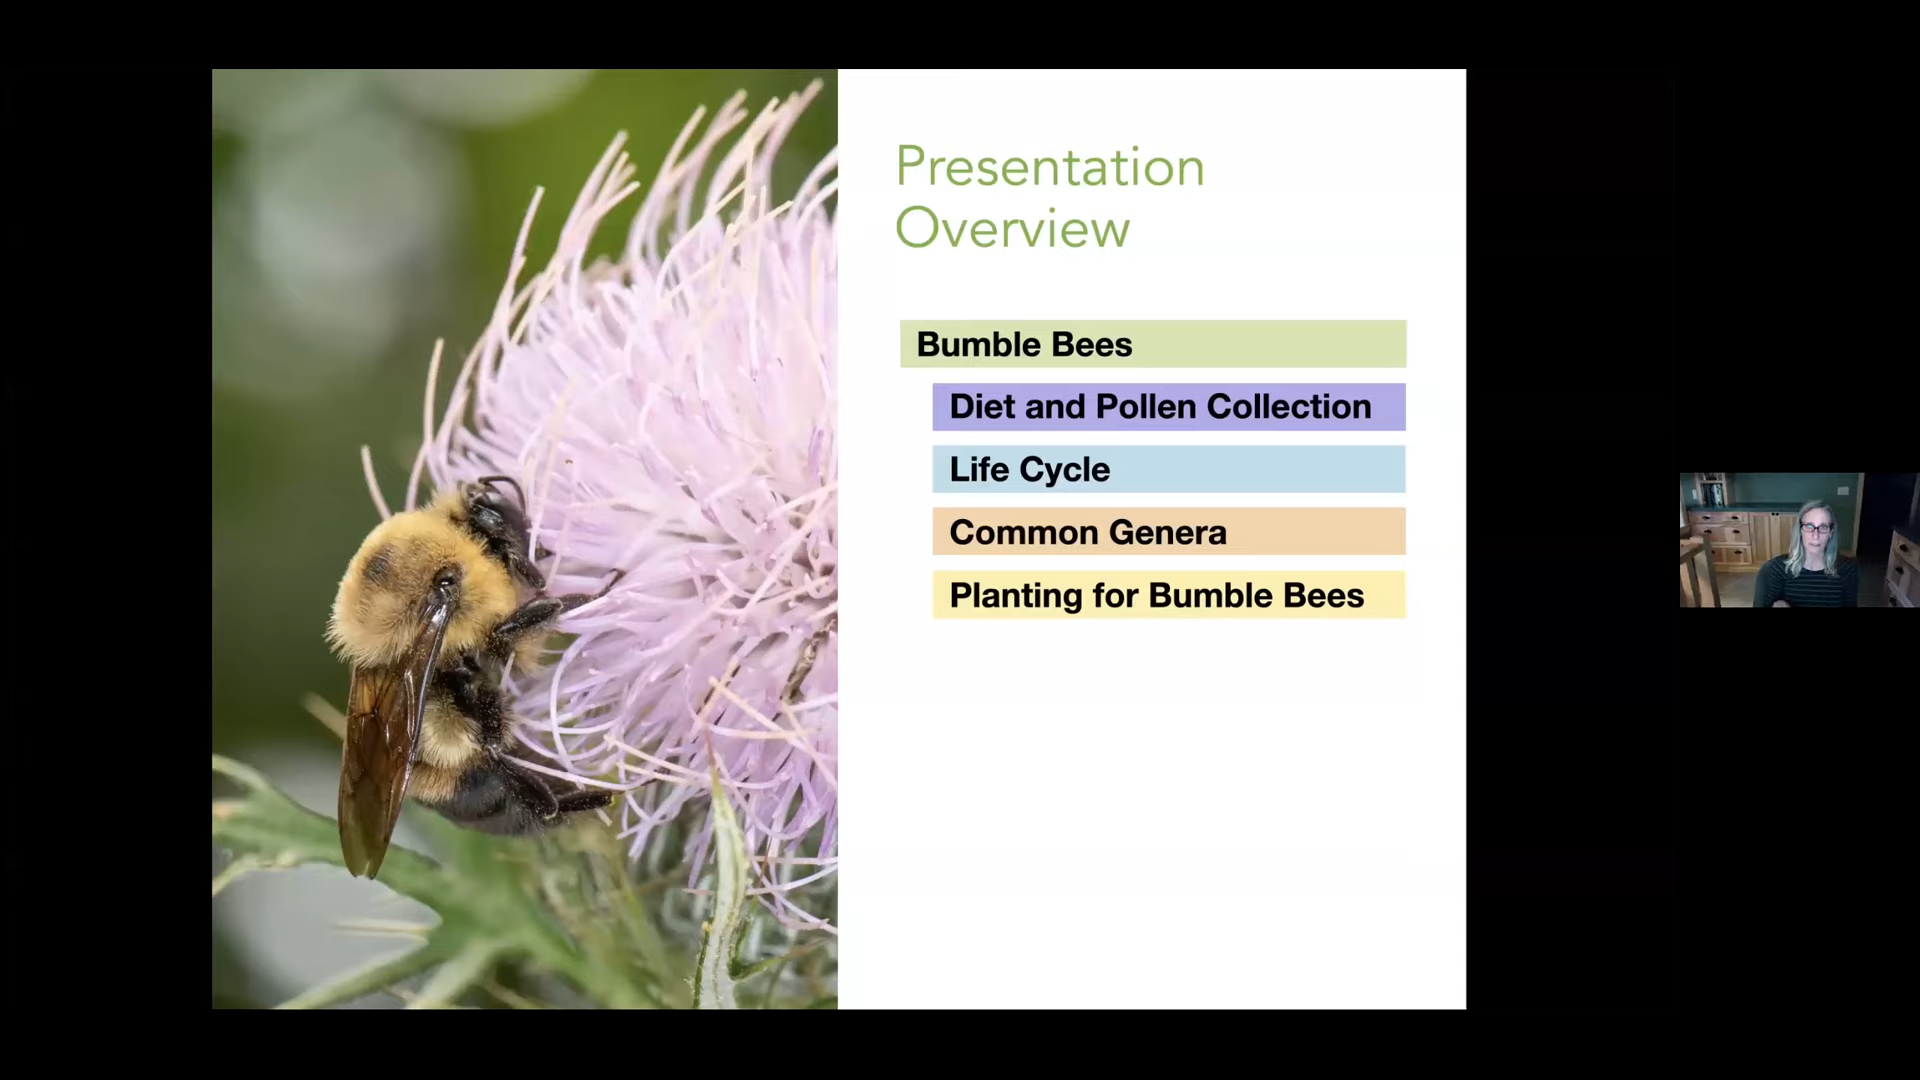 Presentation
Overview
Bumble Bees
Diet and Pollen Collection
Life Cycle
Common Genera
Planting for Bumble Bees